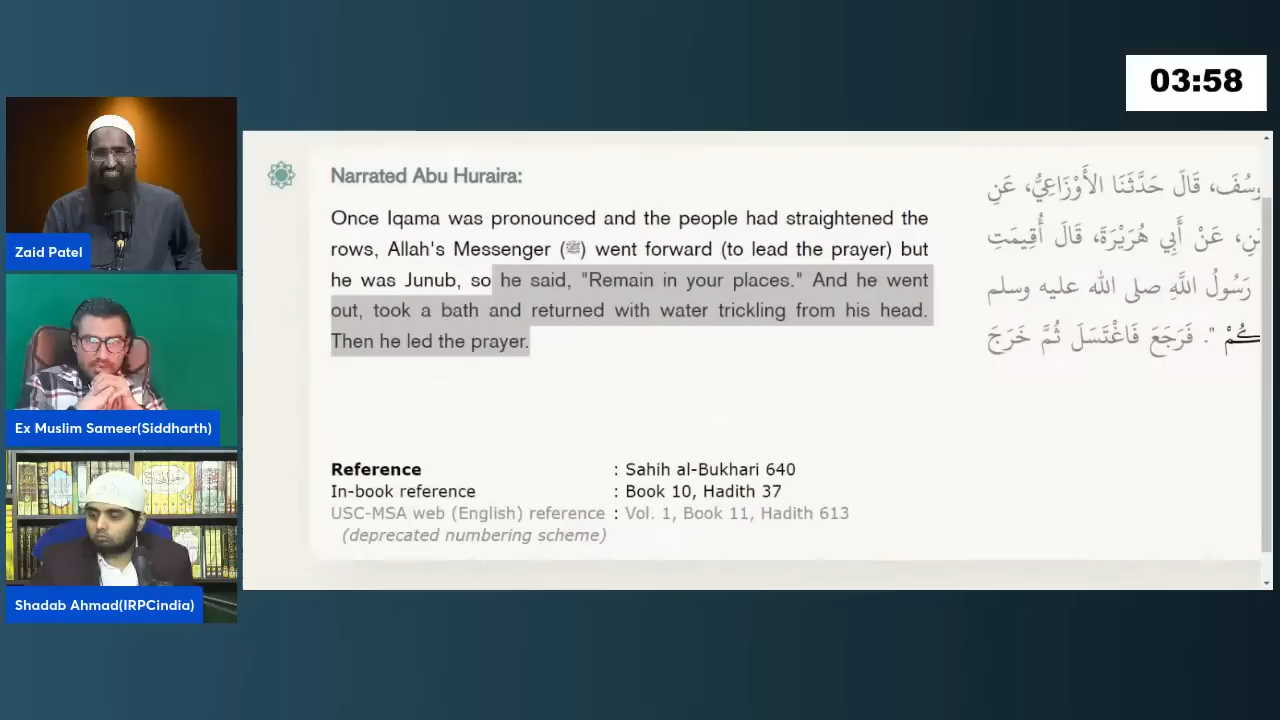 03:58
Zaid Patel
Ex Muslim Sameer(Siddharth)
Shadab Ahmad(IRPCindia)
Narrated Abu Huraira:
Once Iqama was pronounced and the people had straightened the
rows, Allah's Messenger (ﷺ) went forward (to lead the prayer) but
he was Junub, so he said, "Remain in your places." And he went
out, took a bath and returned with water trickling from his head.
Then he led the prayer.
وسُفَ، قَالَ حَدَّثَنَا الأَوْزَاعِيُّ، عَنِ
نِ، عَنْ أَبِي هُرَيْرَةَ، قَالَ أُقِيمَتِ
رَسُولُ اللَّهِ صلى الله عليه وسلم
كُمْ ‏"‏‏.‏ فَرَجَعَ فَاغْتَسَلَ ثُمَّ خَرَجَ
Reference : Sahih al-Bukhari 640
In-book reference : Book 10, Hadith 37
USC-MSA web (English) reference : Vol. 1, Book 11, Hadith 613
(deprecated numbering scheme)